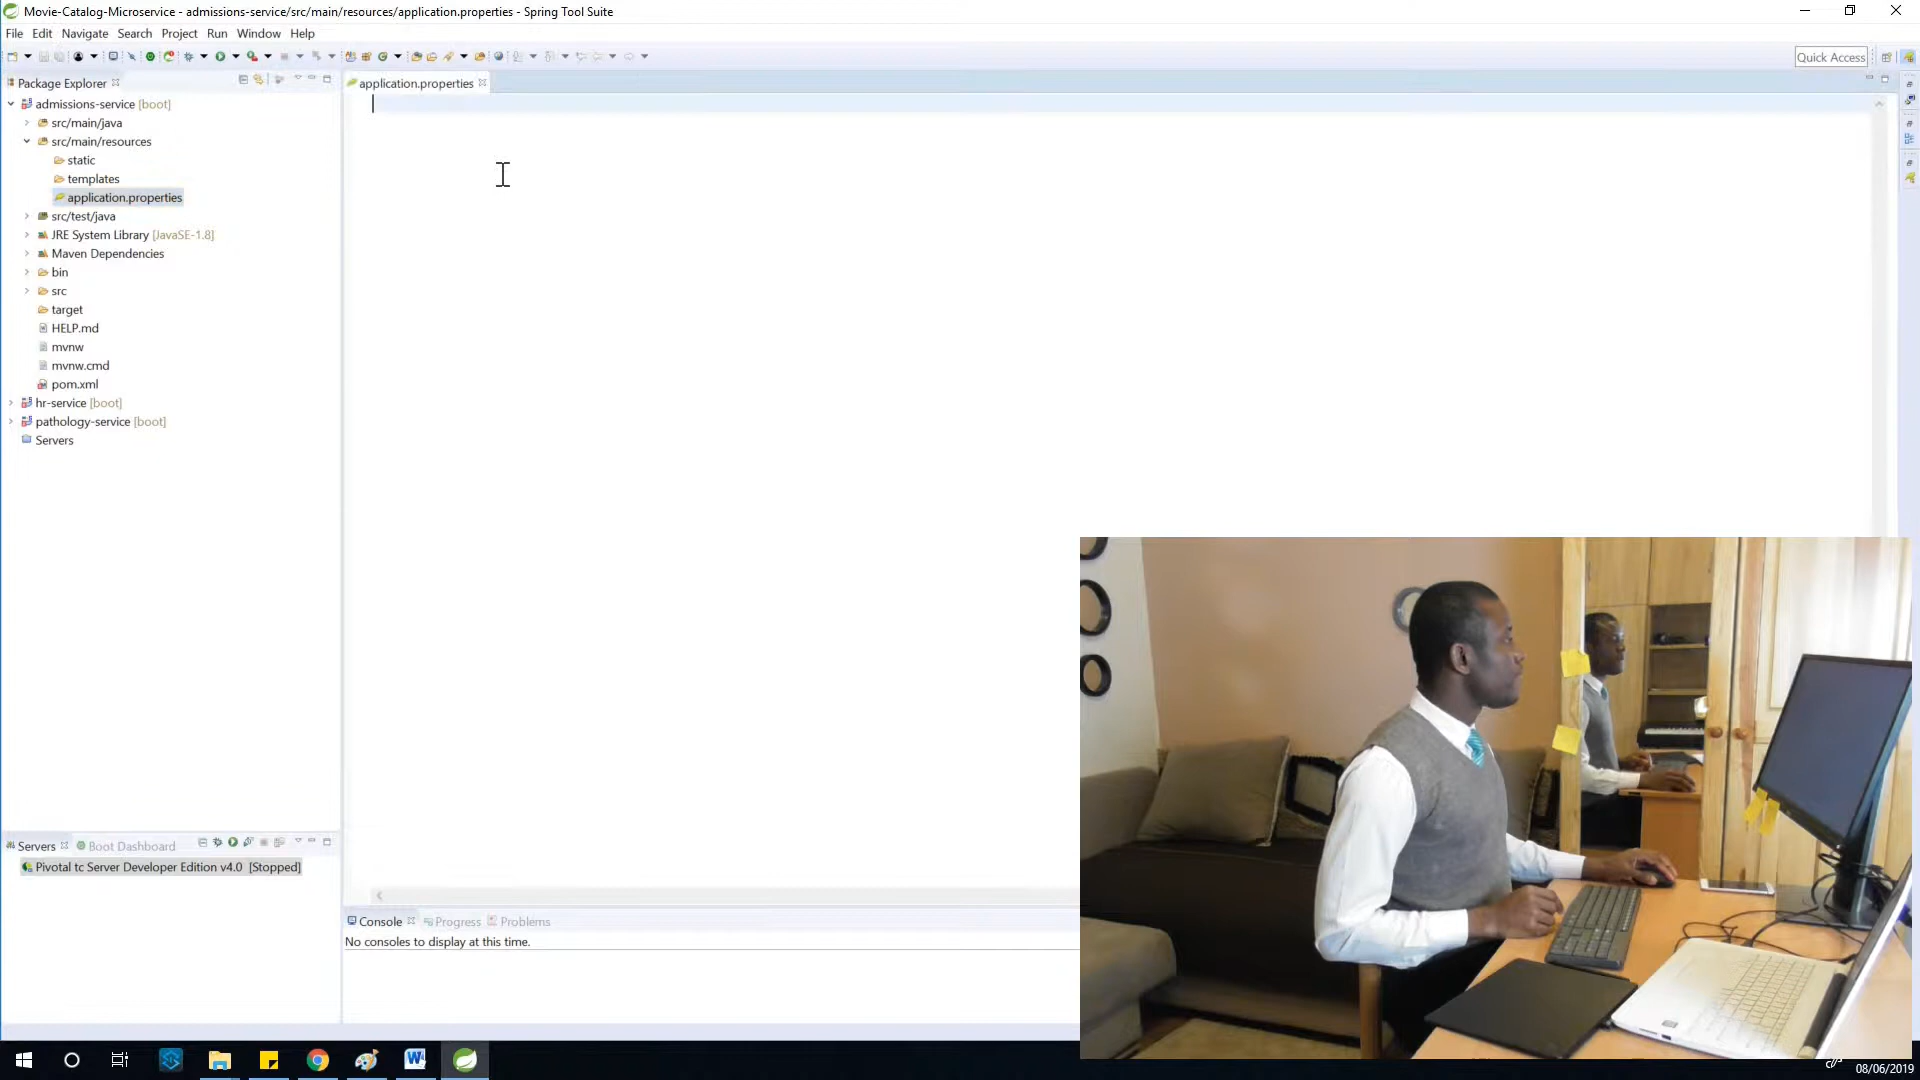 Movie-Catalog-Microservice - admissions-service/src/main/resources/application.properties - Spring Tool Suite
File Edit Navigate Search Project Run Window Help
Quick Access
Package Explorer
application.properties
admissions-service [boot]
src/main/java
src/main/resources
static
templates
application.properties
src/test/java
JRE System Library [JavaSE-1.8]
Maven Dependencies
bin
src
target
HELP.md
mvnw
mvnw.cmd
pom.xml
hr-service [boot]
pathology-service [boot]
Servers
Servers Boot Dashboard
Pivotal tc Server Developer Edition v4.0 [Stopped]
Console Progress Problems
No consoles to display at this time.
08/06/2019